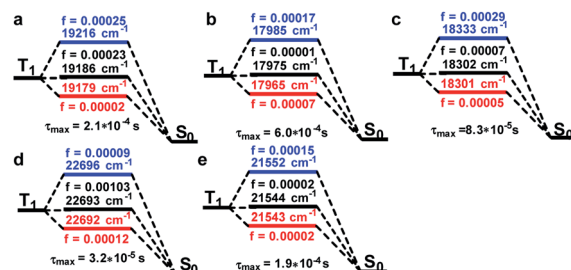 a
f = 0.00025
19216 cm⁻¹
f = 0.00023
T₁
19186 cm⁻¹
19179 cm⁻¹
f = 0.00002
S₀
τmax = 2.1*10⁻⁴ s
b
f = 0.00017
17985 cm⁻¹
f = 0.00001
T₁
17975 cm⁻¹
17965 cm⁻¹
f = 0.00007
S₀
τmax = 6.0*10⁻⁴ s
c
f = 0.00029
18333 cm⁻¹
f = 0.00007
T₁
18302 cm⁻¹
18301 cm⁻¹
f = 0.00005
S₀
τmax =8.3*10⁻⁵ s
d
f = 0.00009
22696 cm⁻¹
f = 0.00103
T₁
22693 cm⁻¹
22692 cm⁻¹
f = 0.00012
S₀
τmax = 3.2*10⁻⁵ s
e
f = 0.00015
21552 cm⁻¹
f = 0.00002
T₁
21544 cm⁻¹
21543 cm⁻¹
f = 0.00002
S₀
τmax = 1.9*10⁻⁴ s